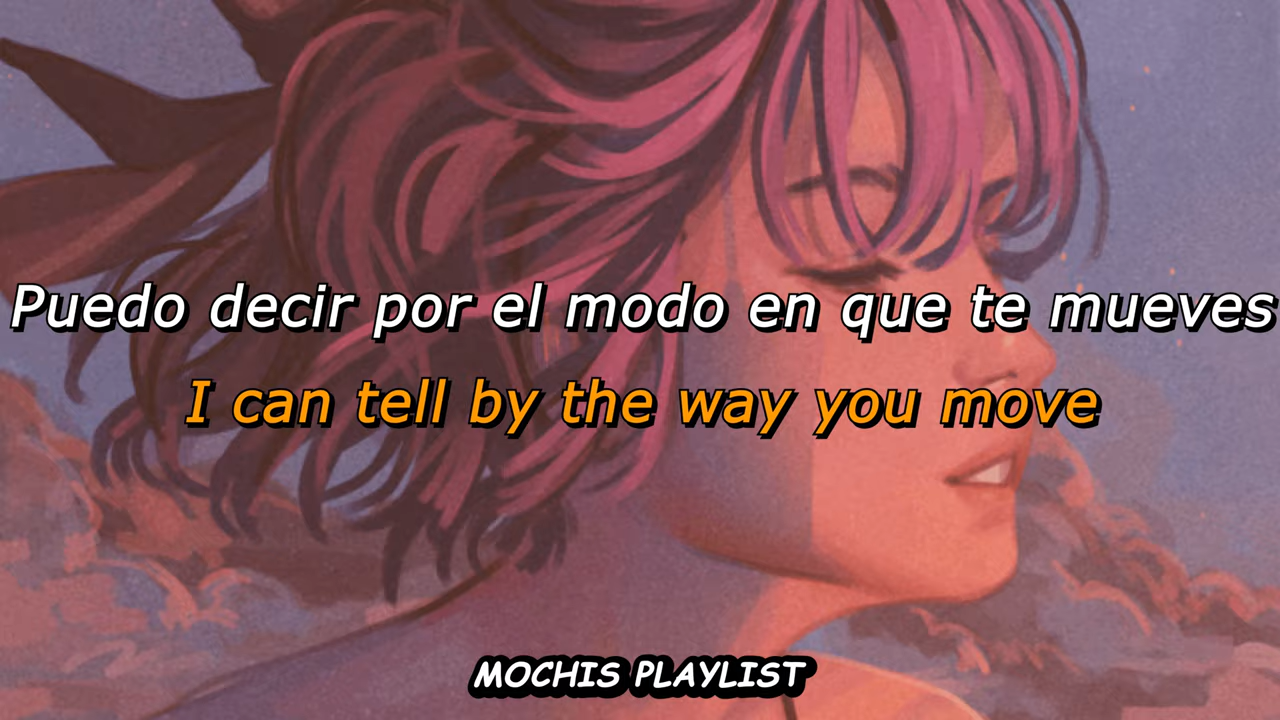 Puedo decir por el modo en que te mueves
I can tell by the way you move
MOCHIS PLAYLIST